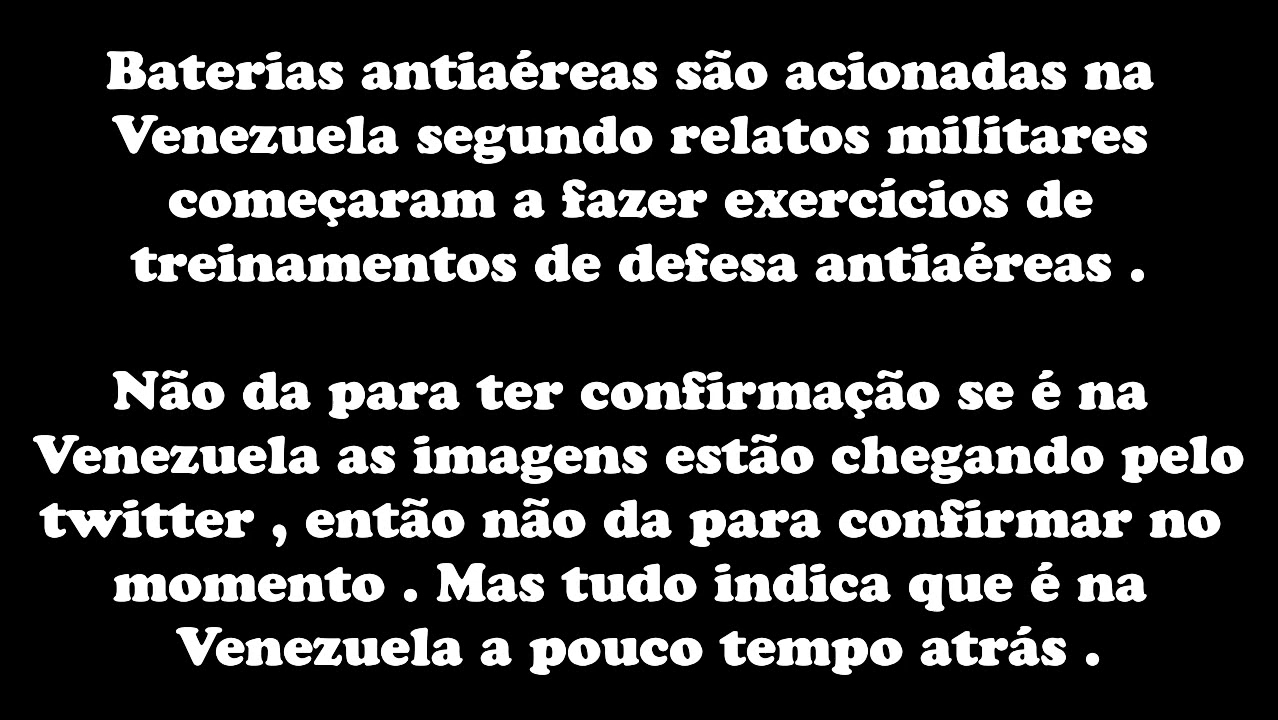 Baterias antiaéreas são acionadas na
Venezuela segundo relatos militares
começaram a fazer exercícios de
treinamentos de defesa antiaéreas .
Não da para ter confirmação se é na
Venezuela as imagens estão chegando pelo
twitter , então não da para confirmar no
momento . Mas tudo indica que é na
Venezuela a pouco tempo atrás .